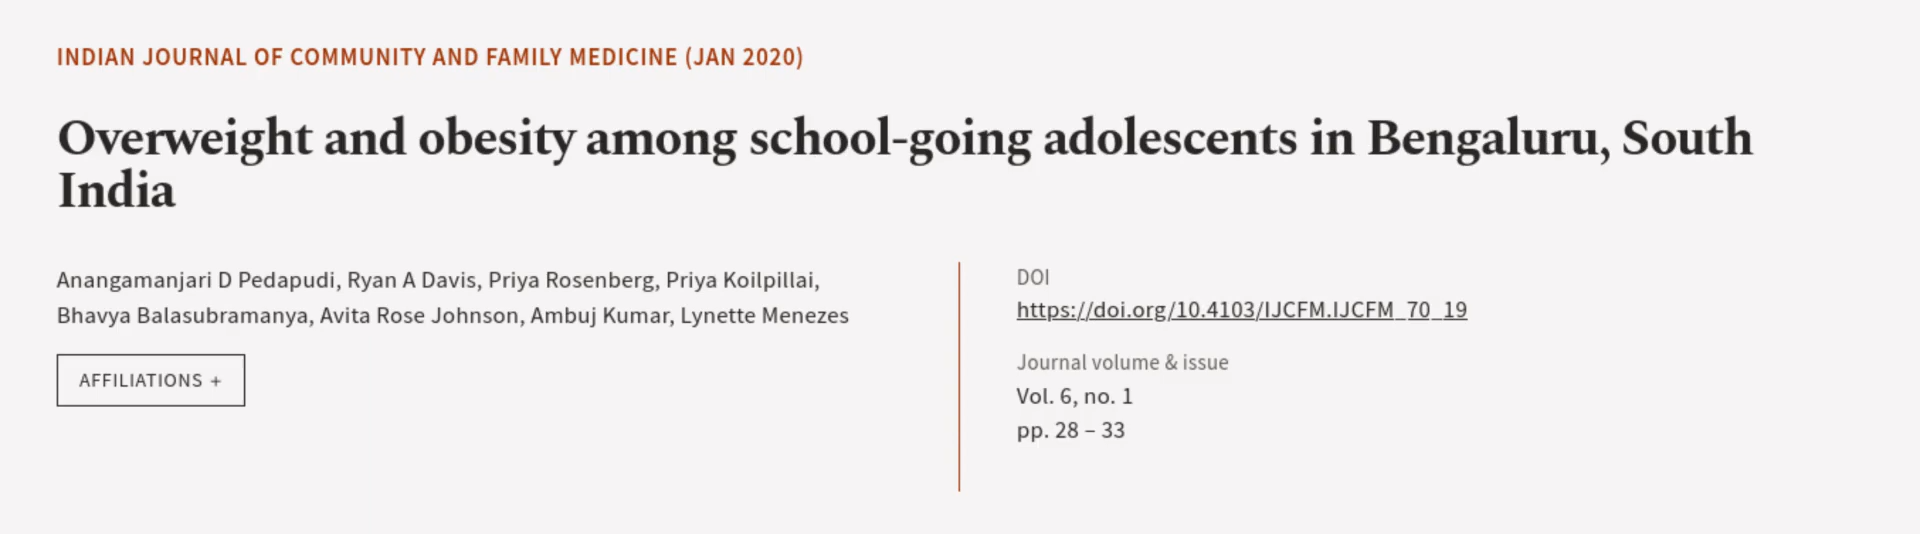 INDIAN JOURNAL OF COMMUNITY AND FAMILY MEDICINE (JAN 2020)
Overweight and obesity among school-going adolescents in Bengaluru, South
India
Anangamanjari D Pedapudi, Ryan A Davis, Priya Rosenberg, Priya Koilpillai,
Bhavya Balasubramanya, Avita Rose Johnson, Ambuj Kumar, Lynette Menezes
AFFILIATIONS +
DOI
https://doi.org/10.4103/IJCFM.IJCFM_70_19
Journal volume & issue
Vol. 6, no. 1
pp. 28 – 33